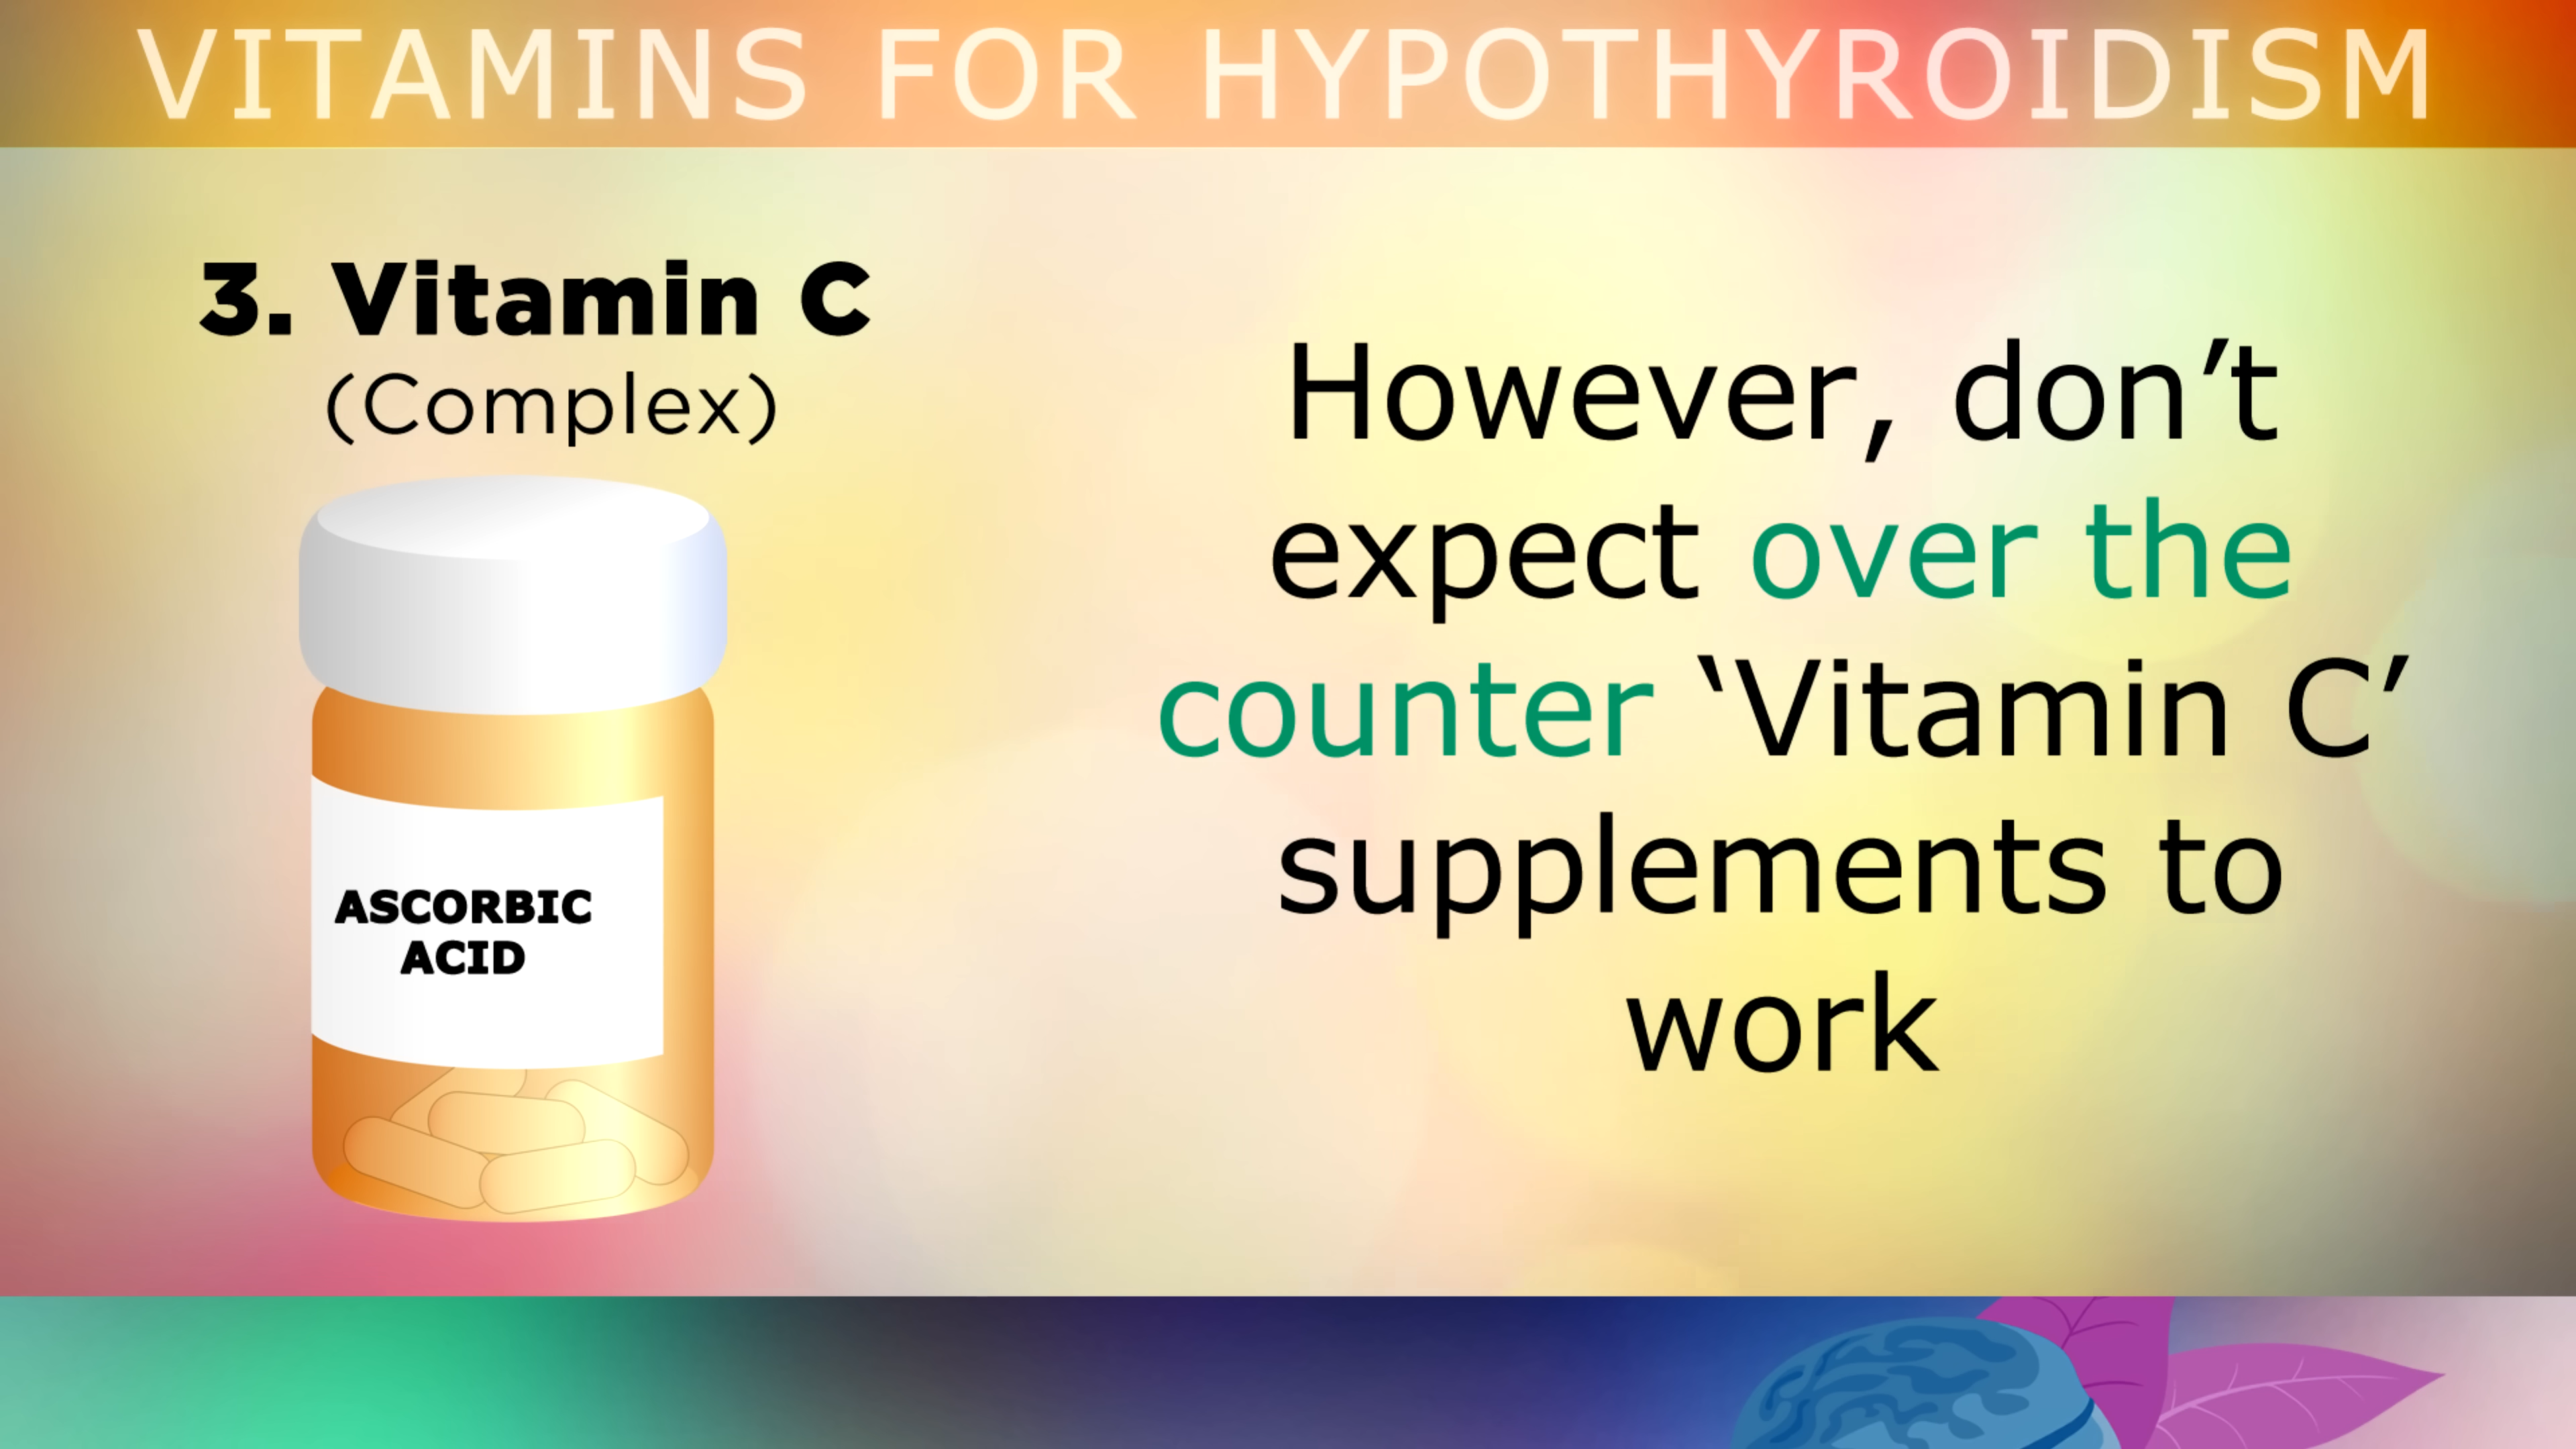 VITAMINS FOR HYPOTHYROIDISM
3. Vitamin C
(Complex)
ASCORBIC
ACID
However, don’t
expect over the
counter ‘Vitamin C’
supplements to
work